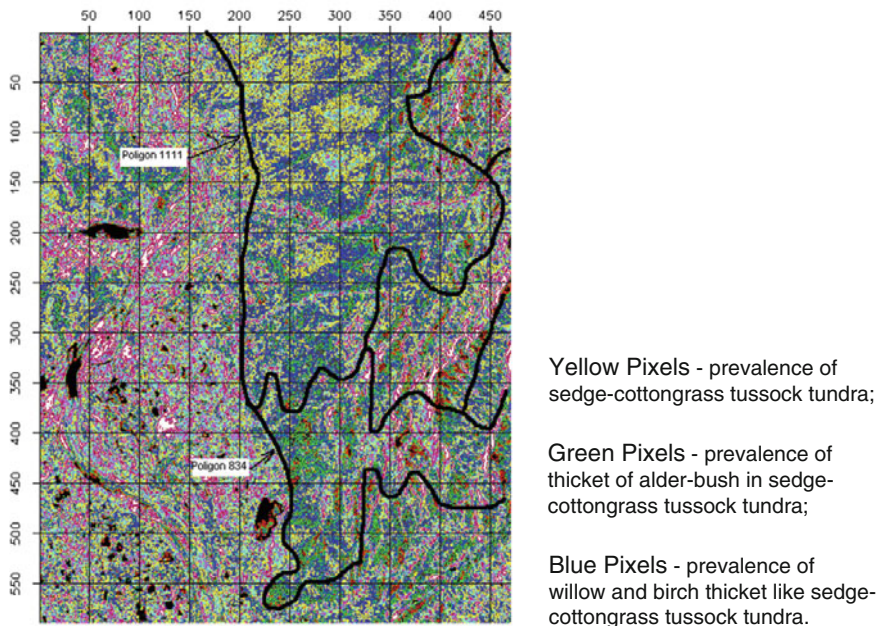 50 100 150 200 250 300 350 400 450
50
100
150
200
250
300
350
400
450
500
550
Poligon 1111
Poligon 834
Yellow Pixels - prevalence of
sedge-cottongrass tussock tundra;
Green Pixels - prevalence of
thicket of alder-bush in sedge-
cottongrass tussock tundra;
Blue Pixels - prevalence of
willow and birch thicket like sedge-
cottongrass tussock tundra.